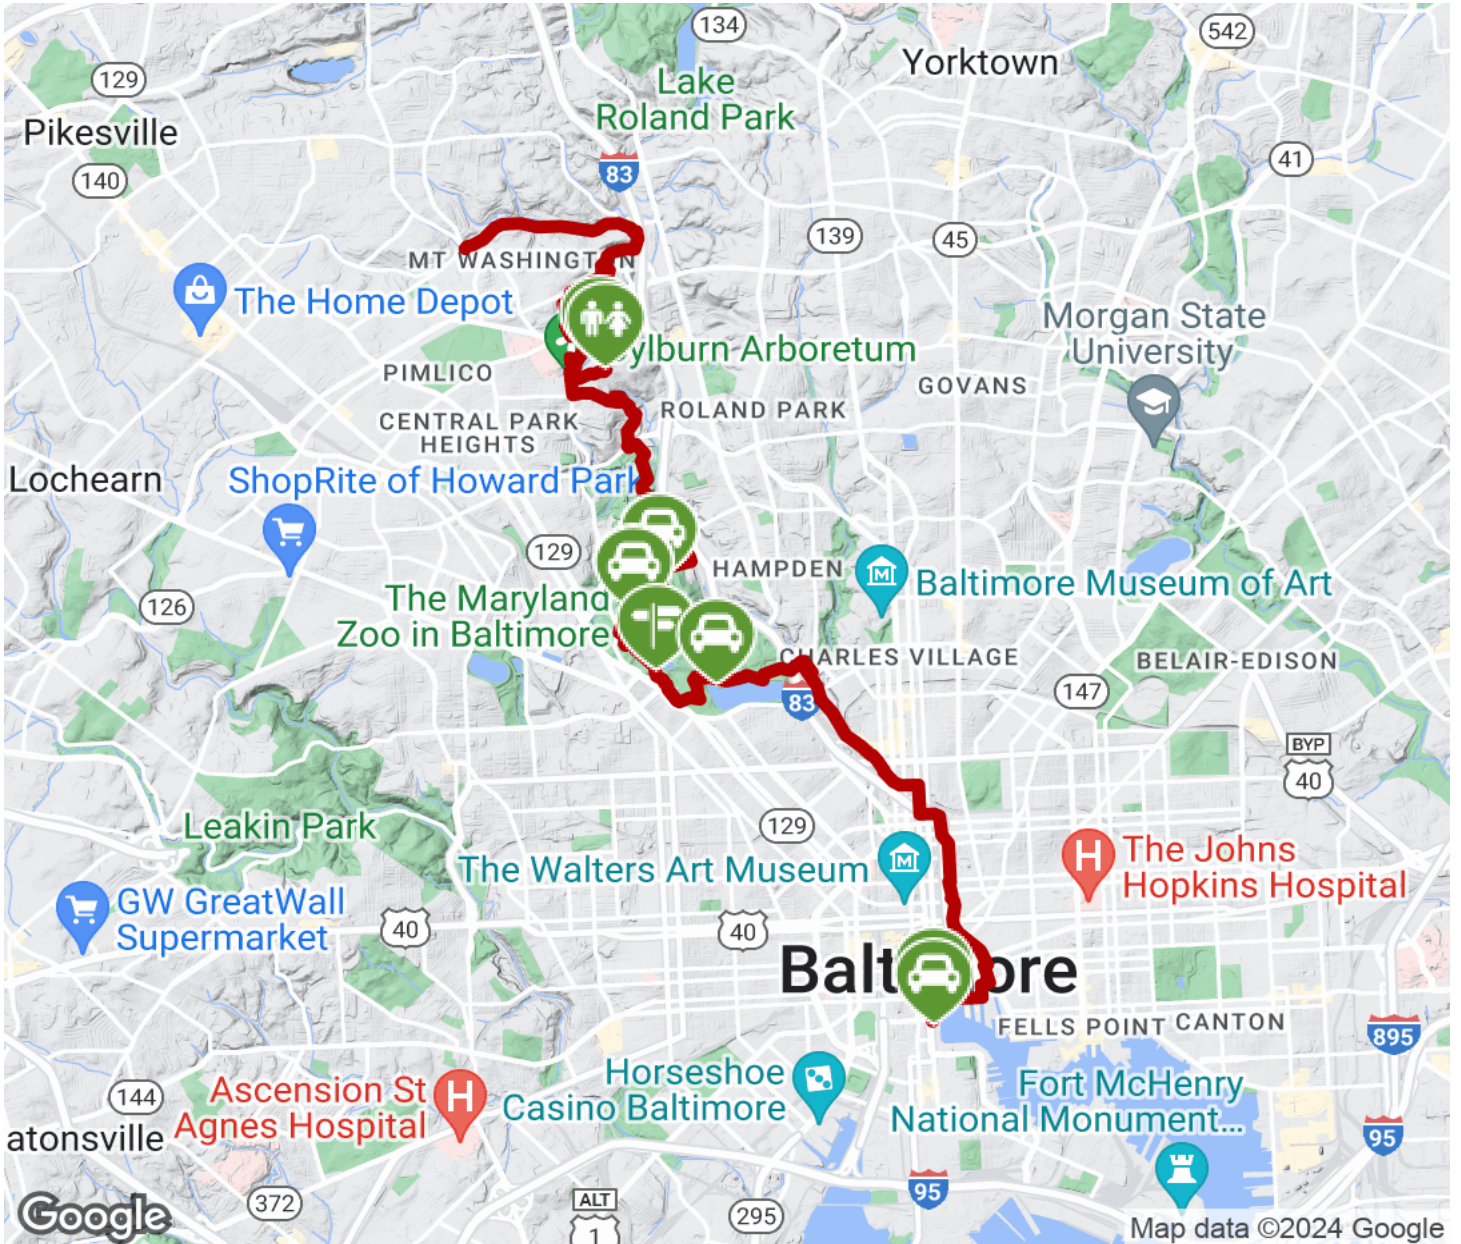 134
542
Yorktown
Lake
Roland Park
129
Pikesville
140
83
41
139
45
MT WASHINGTON
The Home Depot
Morgan State
University
ylburn Arboretum
PIMLICO
GOVANS
ROLAND PARK
CENTRAL PARK
HEIGHTS
Lochearn
ShopRite of Howard Park
129
HAMPDEN
Baltimore Museum of Art
126
The Maryland
Zoo in Baltimore
CHARLES VILLAGE
BELAIR-EDISON
147
83
BYP
40
Leakin Park
129
The Walters Art Museum
H
The Johns
Hopkins Hospital
GW GreatWall
Supermarket
40
40
Balt ore
FELLS POINT
CANTON
895
Horseshoe
Casino Baltimore
Fort McHenry
National Monument...
144
Ascension St
Agnes Hospital
H
atonsville
95
95
372
ALT
1
295
Google
Map data ©2024 Google